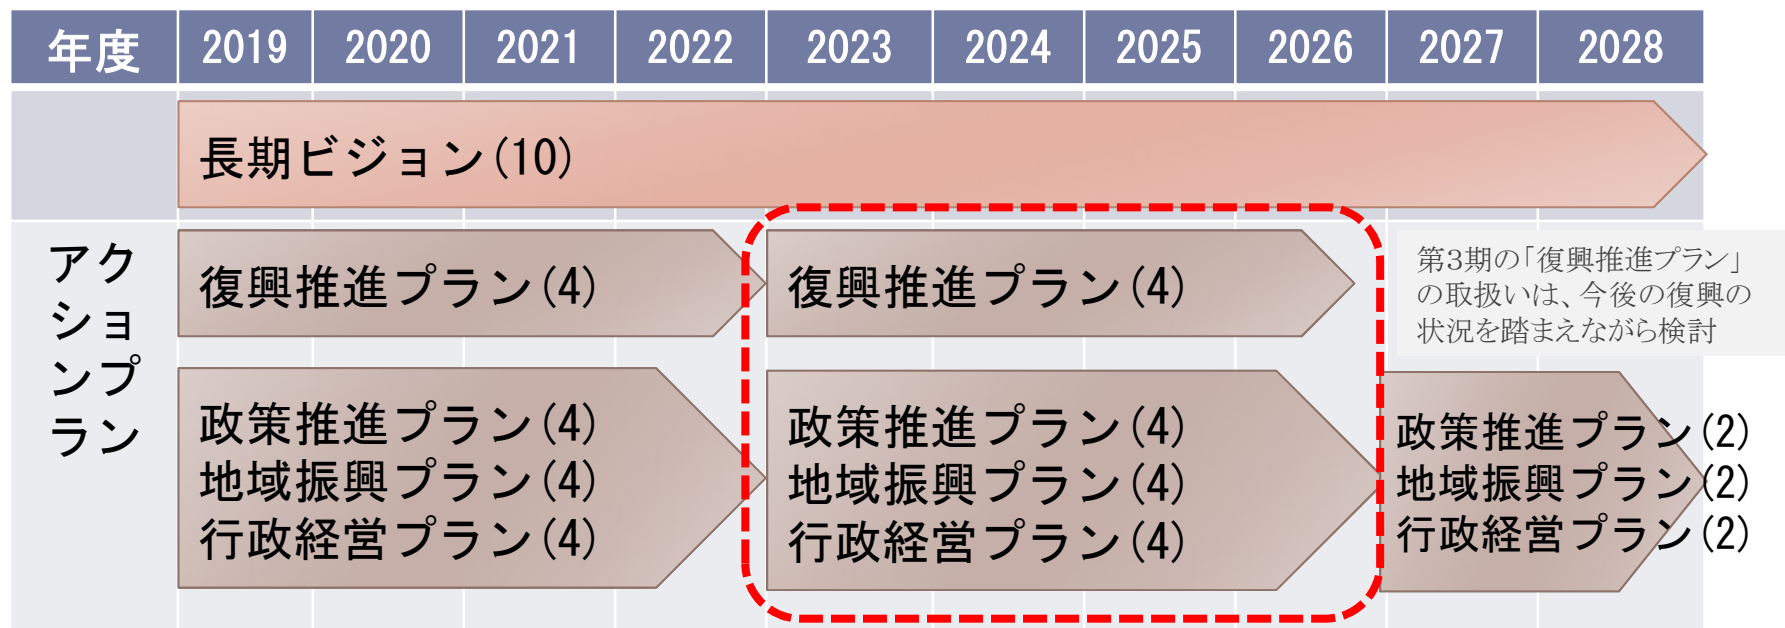 年度 2019 2020 2021 2022 2023 2024 2025 2026 2027 2028
長期ビジョン(10)
アク
ショ
ンプ
ラン
復興推進プラン(4)
政策推進プラン(4)
地域振興プラン(4)
行政経営プラン(4)
復興推進プラン(4)
政策推進プラン(4)
地域振興プラン(4)
行政経営プラン(4)
第3期の「復興推進プラン」
の取扱いは、今後の復興の
状況を踏まえながら検討
政策推進プラン(2)
地域振興プラン(2)
行政経営プラン(2)